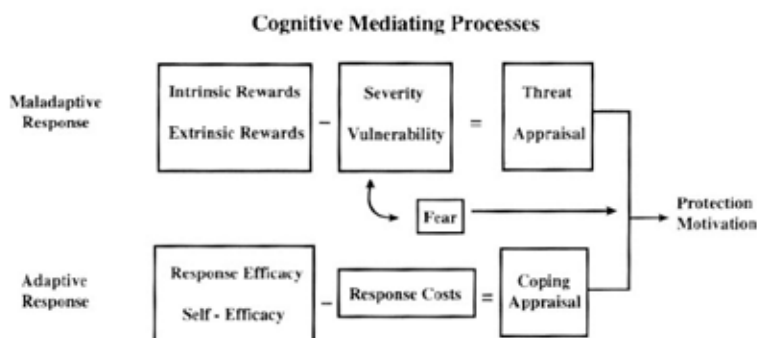 Cognitive Mediating Processes
Maladaptive
Response
Intrinsic Rewards
Extrinsic Rewards
–
Severity
Vulnerability
=
Threat
Appraisal
Fear
Protection
Motivation
Adaptive
Response
Response Efficacy
Self - Efficacy
–
Response Costs
=
Coping
Appraisal